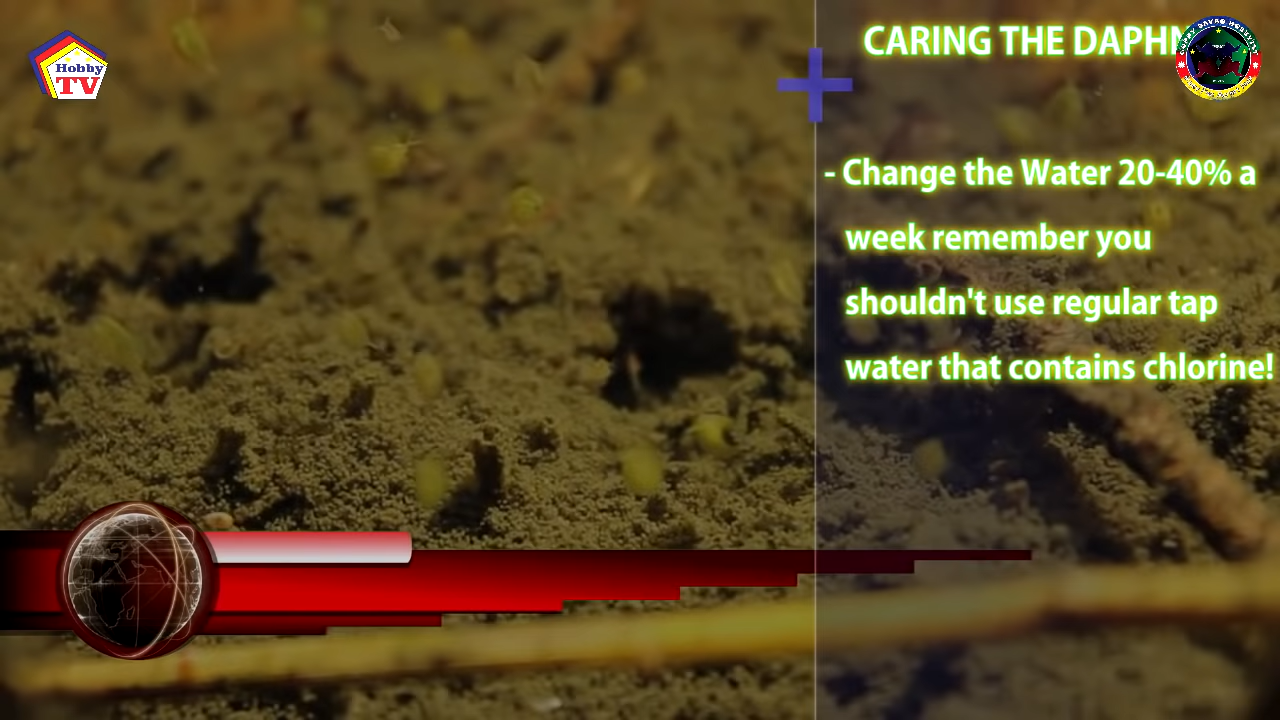 Hobby
TV
CARING THE DAPHN
- Change the Water 20-40% a
week remember you
shouldn't use regular tap
water that contains chlorine!